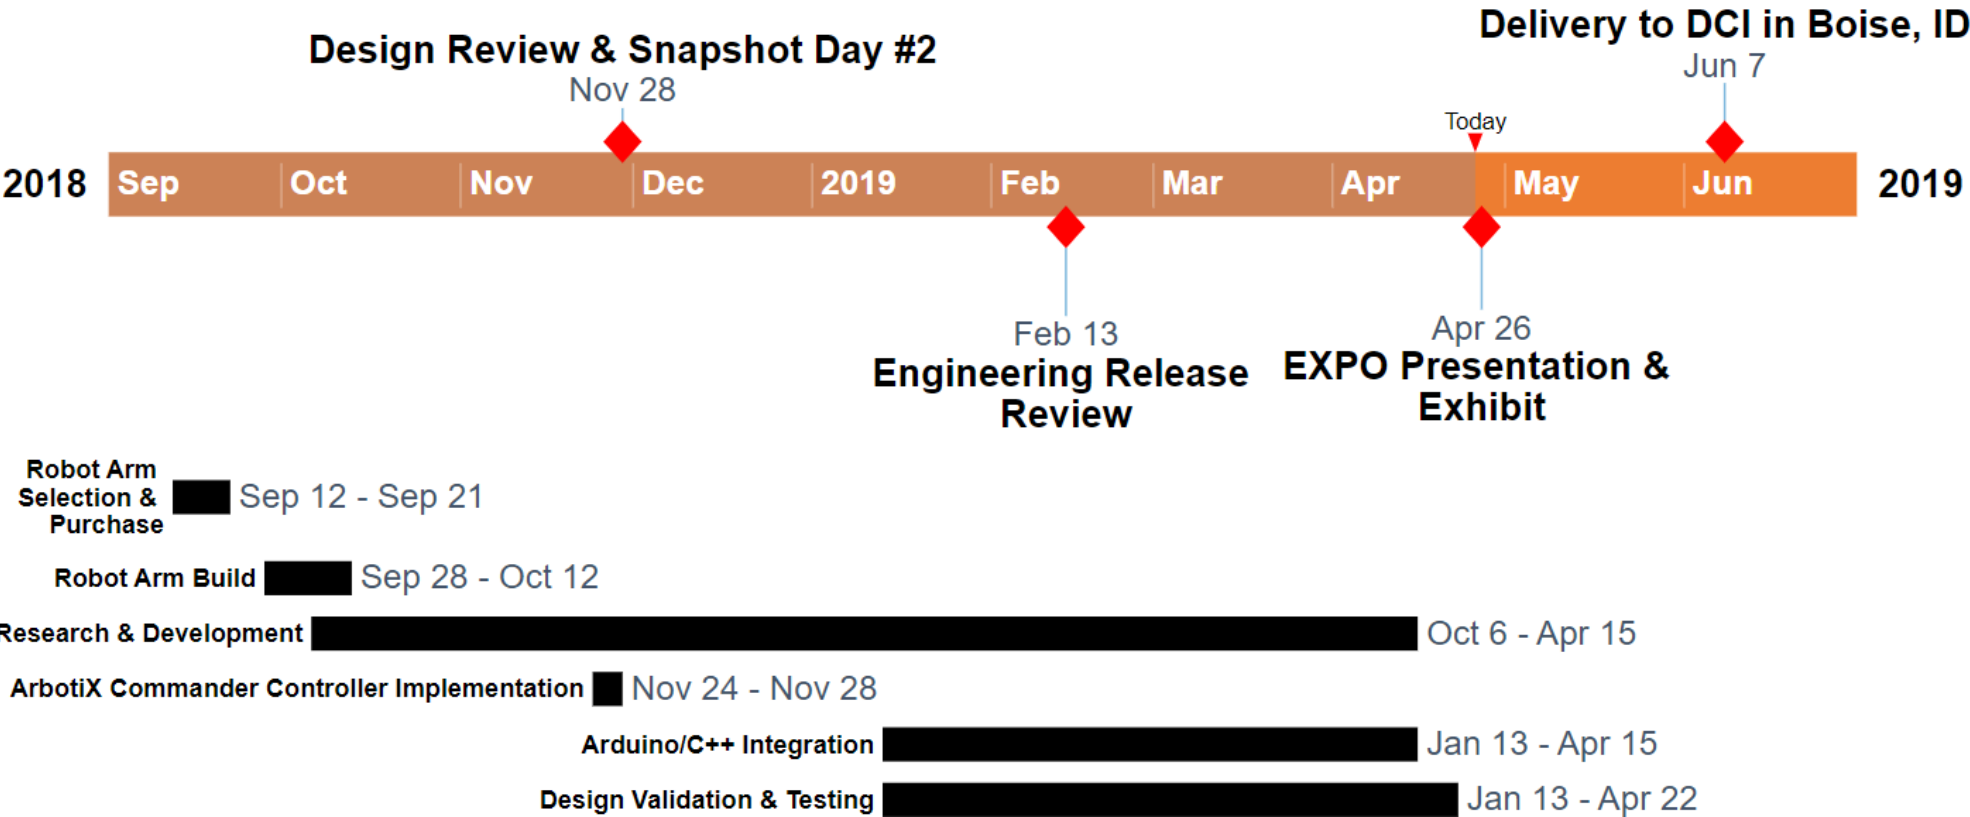 Delivery to DCI in Boise, ID
Jun 7
Design Review & Snapshot Day #2
Nov 28
Today
2018 Sep Oct Nov Dec 2019 Feb Mar Apr May Jun 2019
Feb 13
Engineering Release
Review
Apr 26
EXPO Presentation &
Exhibit
Robot Arm
Selection &
Purchase
Sep 12 - Sep 21
Robot Arm Build Sep 28 - Oct 12
Research & Development Oct 6 - Apr 15
ArbotiX Commander Controller Implementation Nov 24 - Nov 28
Arduino/C++ Integration Jan 13 - Apr 15
Design Validation & Testing Jan 13 - Apr 22